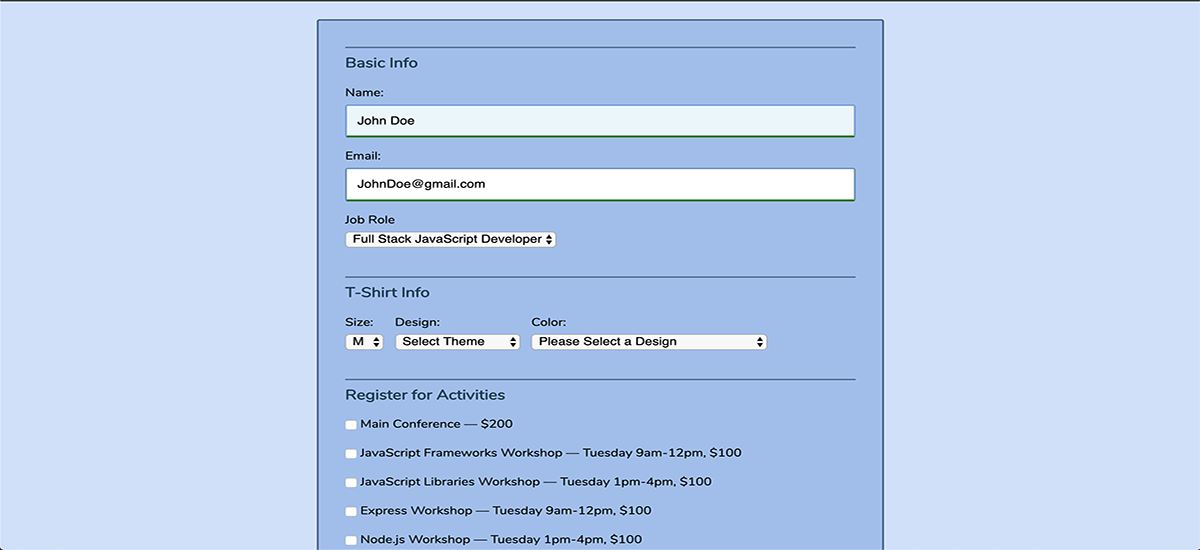 Basic Info
Name:
John Doe
Email:
JohnDoe@gmail.com
Job Role
Full Stack JavaScript Developer
T-Shirt Info
Size: Design: Color:
M Select Theme Please Select a Design
Register for Activities
Main Conference — $200
JavaScript Frameworks Workshop — Tuesday 9am-12pm, $100
JavaScript Libraries Workshop — Tuesday 1pm-4pm, $100
Express Workshop — Tuesday 9am-12pm, $100
Node.js Workshop — Tuesday 1pm-4pm, $100